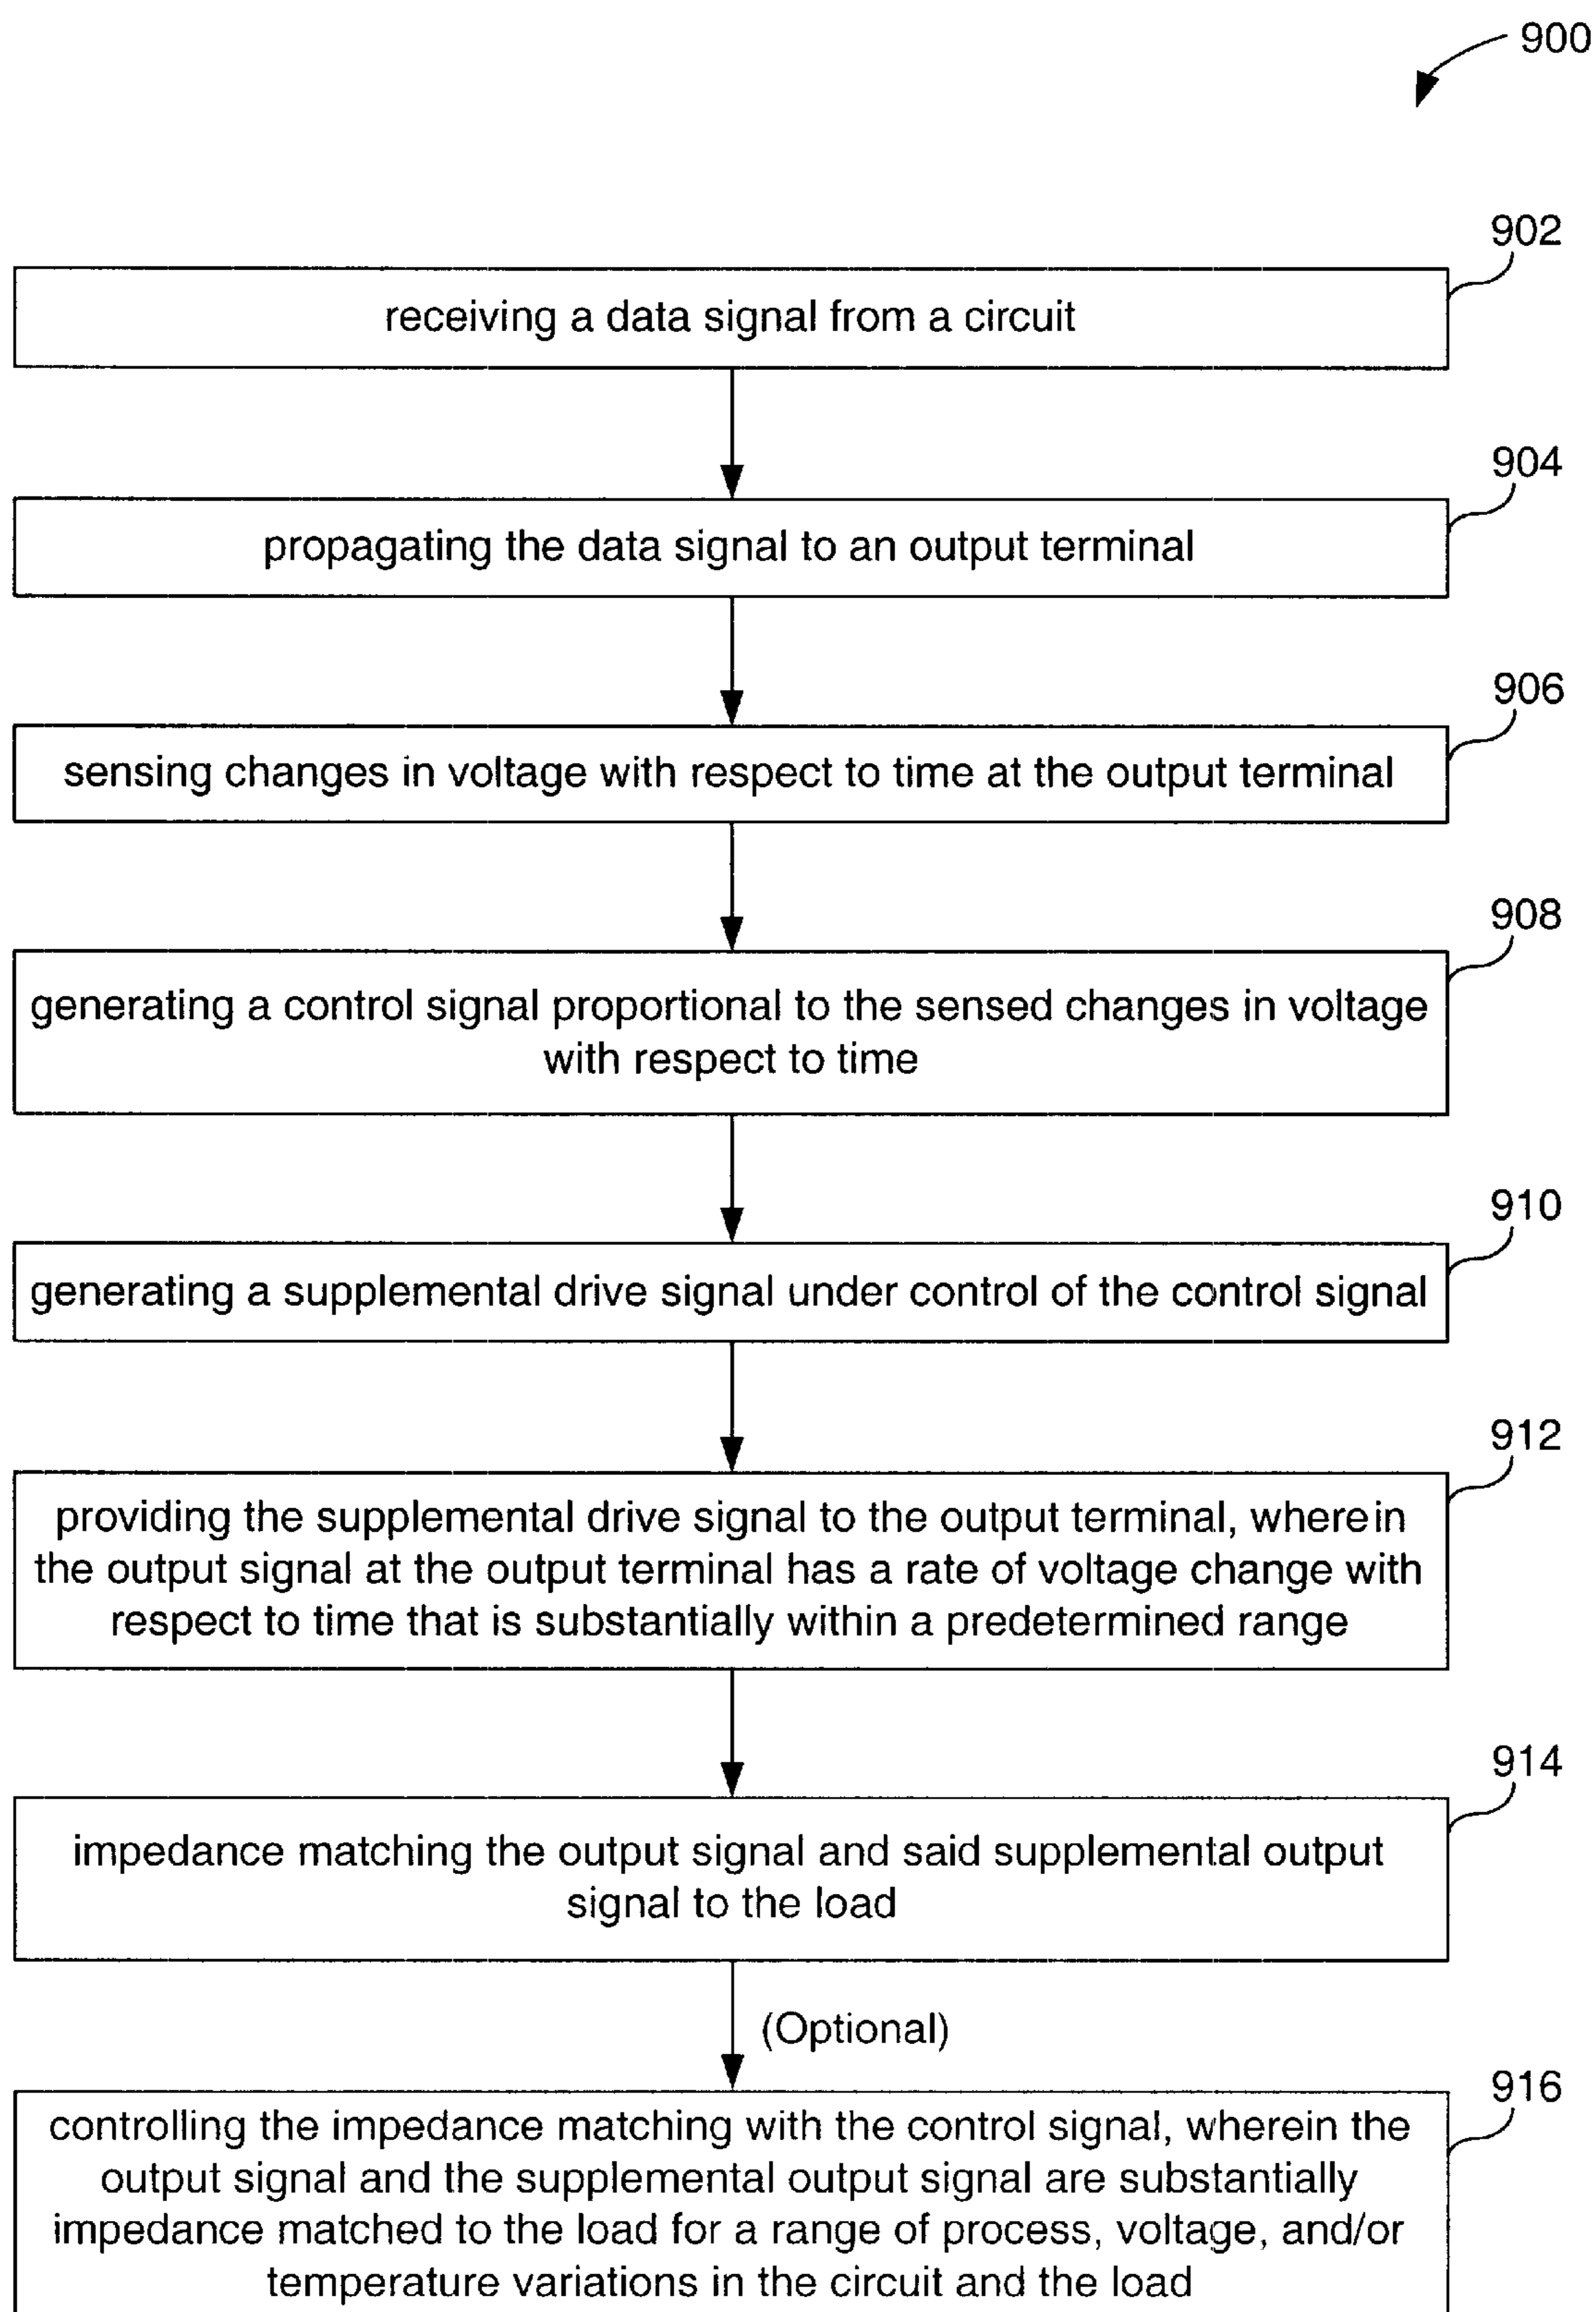 900
902
receiving a data signal from a circuit
904
propagating the data signal to an output terminal
906
sensing changes in voltage with respect to time at the output terminal
908
generating a control signal proportional to the sensed changes in voltage
with respect to time
910
generating a supplemental drive signal under control of the control signal
912
providing the supplemental drive signal to the output terminal, wherein
the output signal at the output terminal has a rate of voltage change with
respect to time that is substantially within a predetermined range
914
impedance matching the output signal and said supplemental output
signal to the load
(Optional)
916
controlling the impedance matching with the control signal, wherein the
output signal and the supplemental output signal are substantially
impedance matched to the load for a range of process, voltage, and/or
temperature variations in the circuit and the load